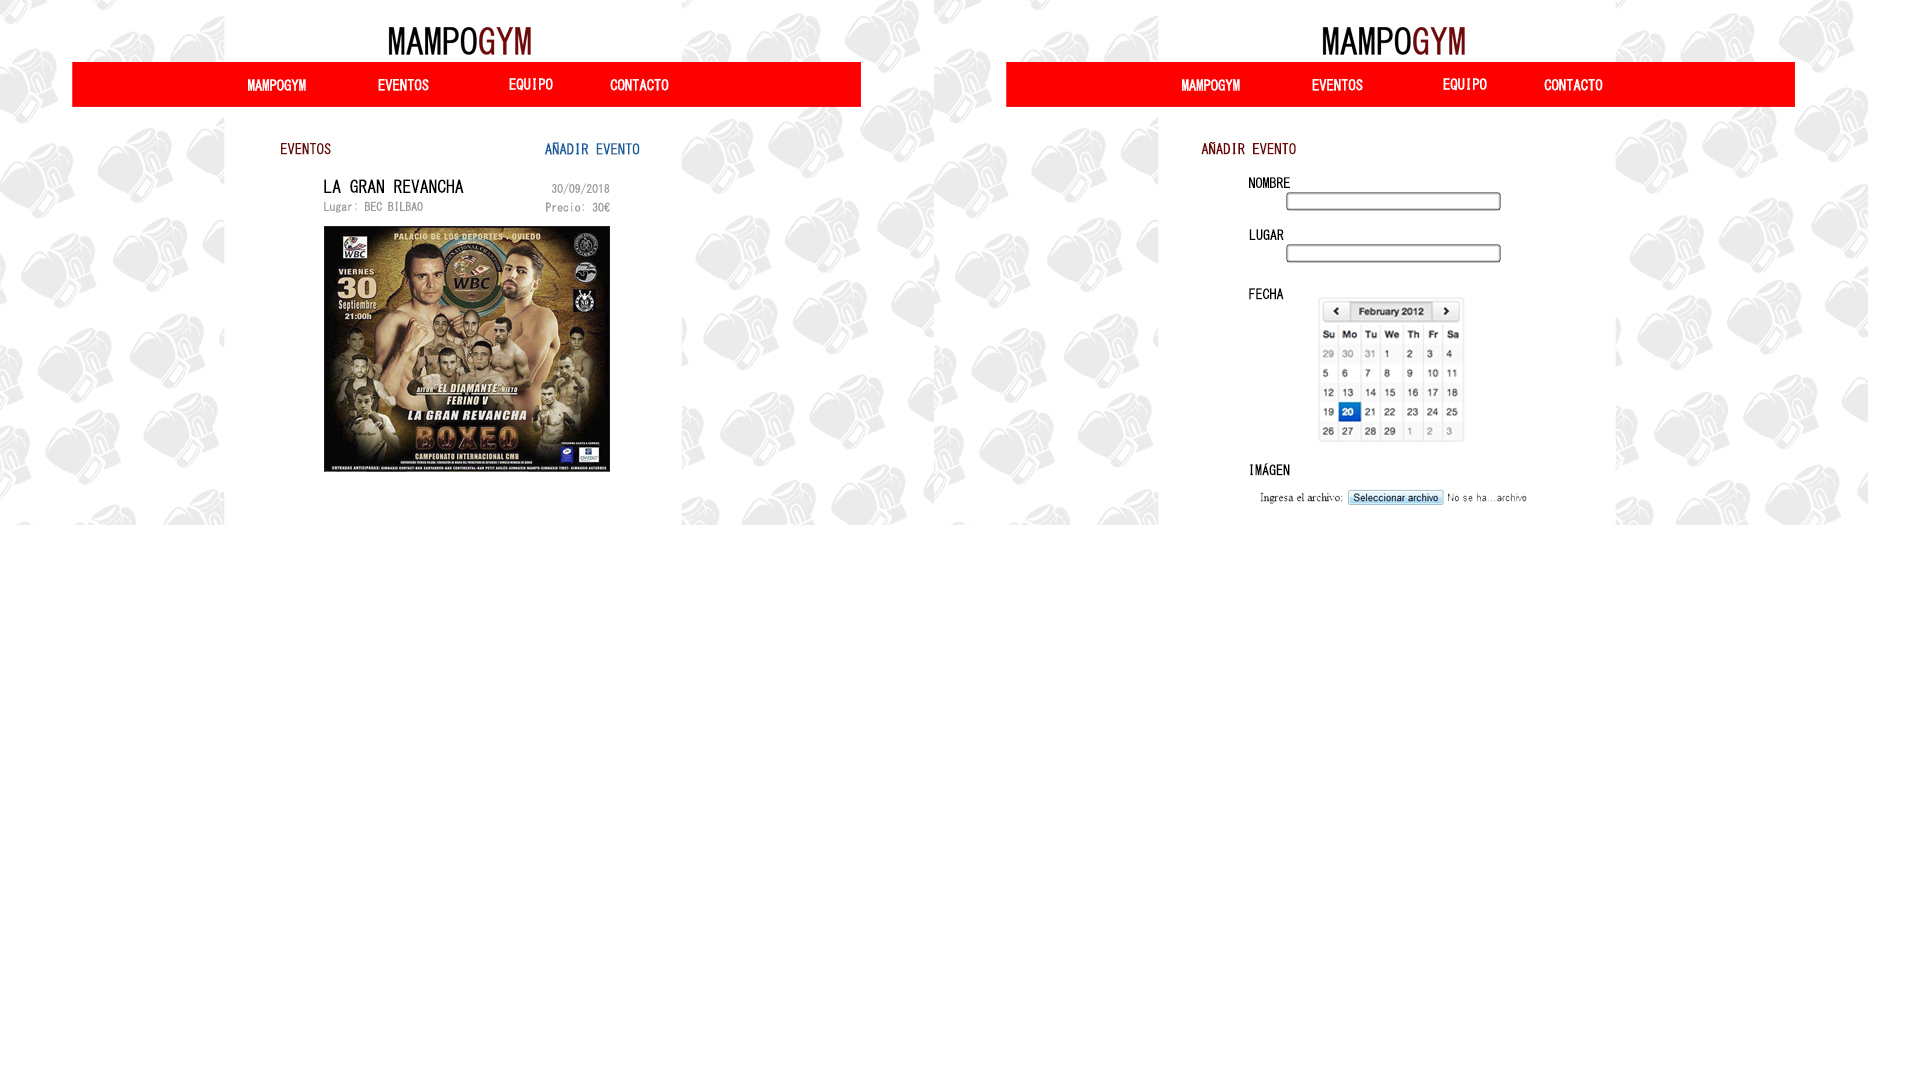 MAMPOGYM
MAMPOGYM EVENTOS EQUIPO CONTACTO
EVENTOS AÑADIR EVENTO
LA GRAN REVANCHA 30/09/2018
Lugar: BEC BILBAO Precio: 30€
PALACIO DE LOS DEPORTES . OVIEDO
WBC
VIERNES
30
Septiembre
21:00h
WBC
AITOR "EL DIAMANTE" NIETO
FERINO V
LA GRAN REVANCHA
BOXEO
CAMPEONATO INTERNACIONAL CMB
MAMPOGYM
MAMPOGYM EVENTOS EQUIPO CONTACTO
AÑADIR EVENTO
NOMBRE
LUGAR
FECHA
February 2012
Su Mo Tu We Th Fr Sa
29 30 31 1 2 3 4
5 6 7 8 9 10 11
12 13 14 15 16 17 18
19 20 21 22 23 24 25
26 27 28 29 1 2 3
IMÁGEN
Ingresa el archivo: Seleccionar archivo No se ha...archivo